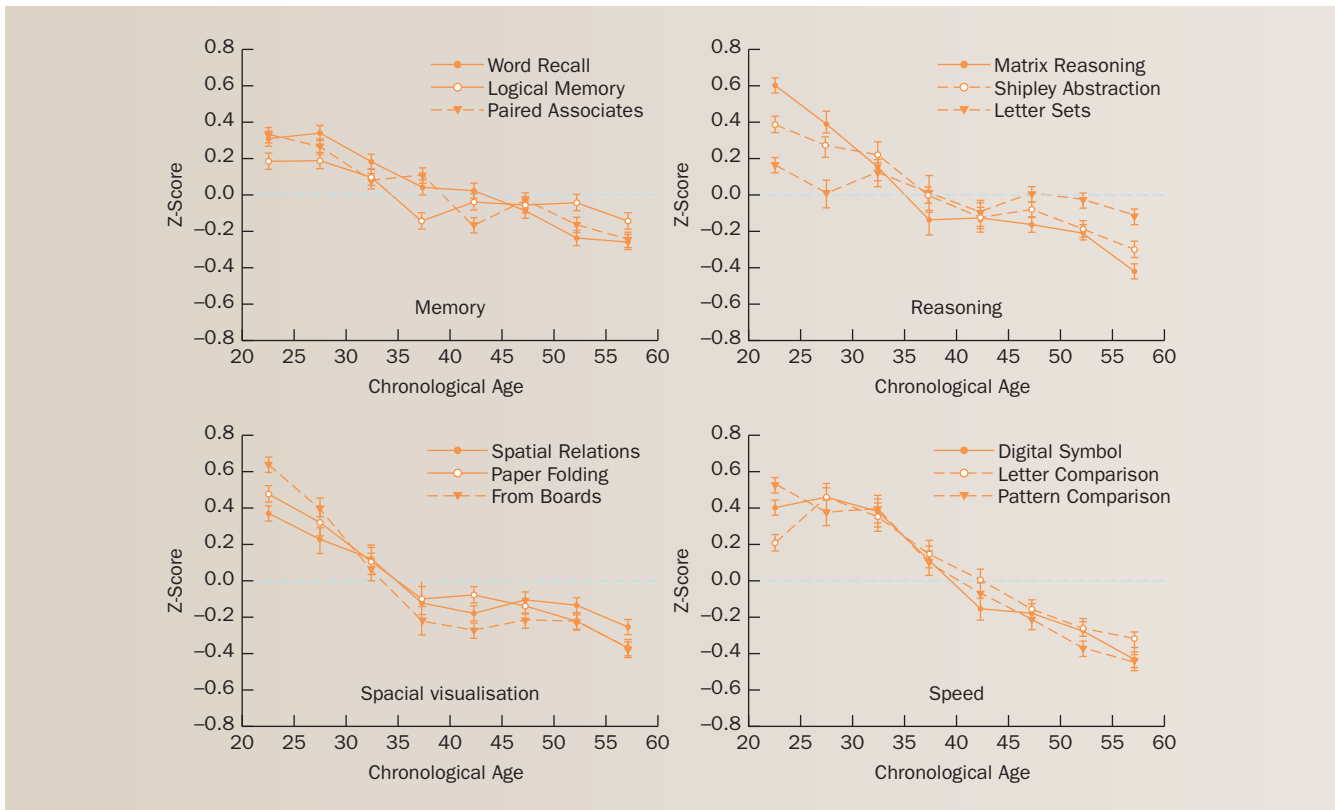 0.8
0.6
0.4
0.2
0.0
–0.2
–0.4
–0.6
–0.8
Z-Score
Word Recall
Logical Memory
Paired Associates
Memory
20 25 30 35 40 45 50 55 60
Chronological Age
0.8
0.6
0.4
0.2
0.0
–0.2
–0.4
–0.6
–0.8
Z-Score
Matrix Reasoning
Shipley Abstraction
Letter Sets
Reasoning
20 25 30 35 40 45 50 55 60
Chronological Age
0.8
0.6
0.4
0.2
0.0
–0.2
–0.4
–0.6
–0.8
Z-Score
Spatial Relations
Paper Folding
From Boards
Spacial visualisation
20 25 30 35 40 45 50 55 60
Chronological Age
0.8
0.6
0.4
0.2
0.0
–0.2
–0.4
–0.6
–0.8
Z-Score
Digital Symbol
Letter Comparison
Pattern Comparison
Speed
20 25 30 35 40 45 50 55 60
Chronological Age